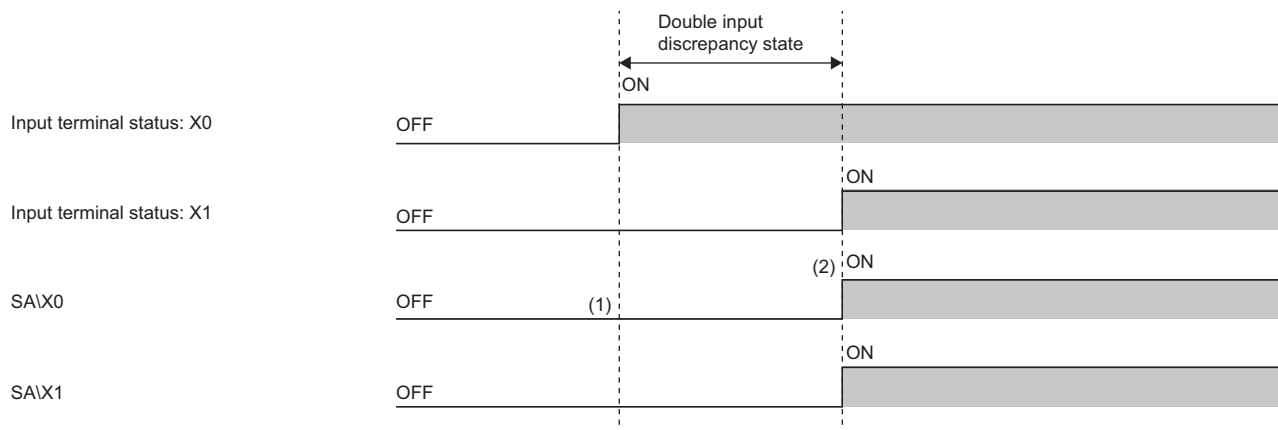 Double input
discrepancy state
ON
Input terminal status: X0
OFF
ON
Input terminal status: X1
OFF
(2)
ON
SA\X0
OFF
(1)
ON
SA\X1
OFF